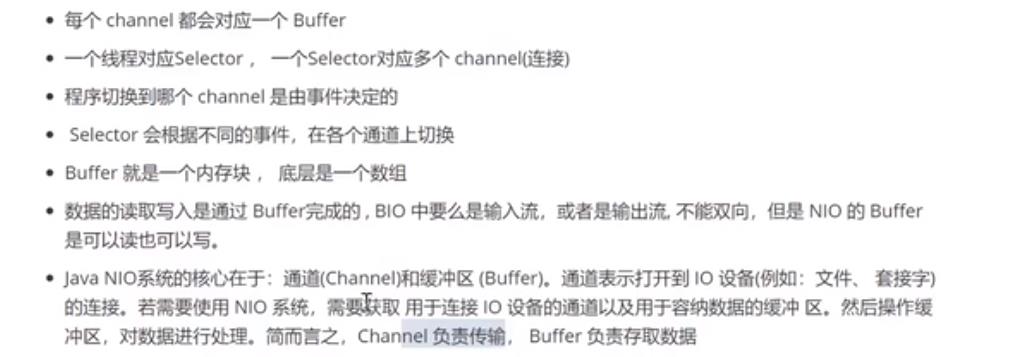 每个 channel 都会对应一个 Buffer
一个线程对应Selector ， 一个Selector对应多个 channel(连接)
程序切换到哪个 channel 是由事件决定的
Selector 会根据不同的事件，在各个通道上切换
Buffer 就是一个内存块 ， 底层是一个数组
数据的读取写入是通过 Buffer完成的 , BIO 中要么是输入流，或者是输出流, 不能双向，但是 NIO 的 Buffer
是可以读也可以写。
Java NIO系统的核心在于：通道(Channel)和缓冲区 (Buffer)。通道表示打开到 IO 设备(例如：文件、 套接字)
的连接。若需要使用 NIO 系统，需要获取 用于连接 IO 设备的通道以及用于容纳数据的缓冲 区。然后操作缓
冲区，对数据进行处理。简而言之，Channel 负责传输， Buffer 负责存取数据